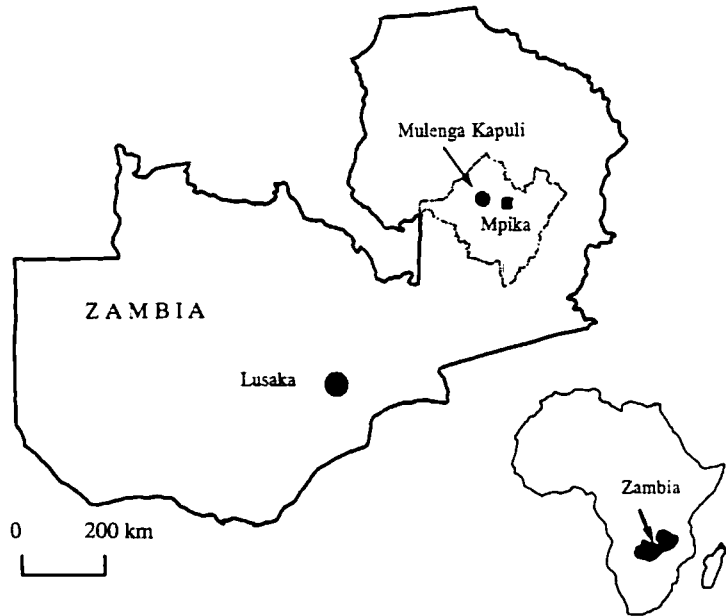 Mulenga Kapuli
Mpika
ZAMBIA
Lusaka
Zambia
0 200 km